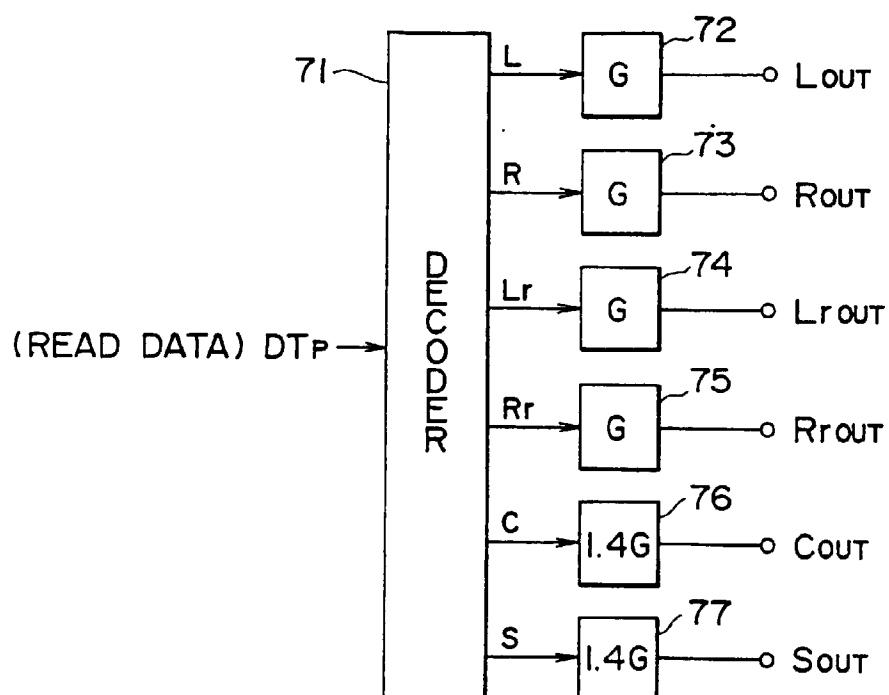 72
71
L
G
LOUT
73
R
G
ROUT
74
Lr
G
LrOUT
DECODER
(READ DATA) DTP
75
Rr
G
RrOUT
76
C
1.4G
COUT
77
S
1.4G
SOUT